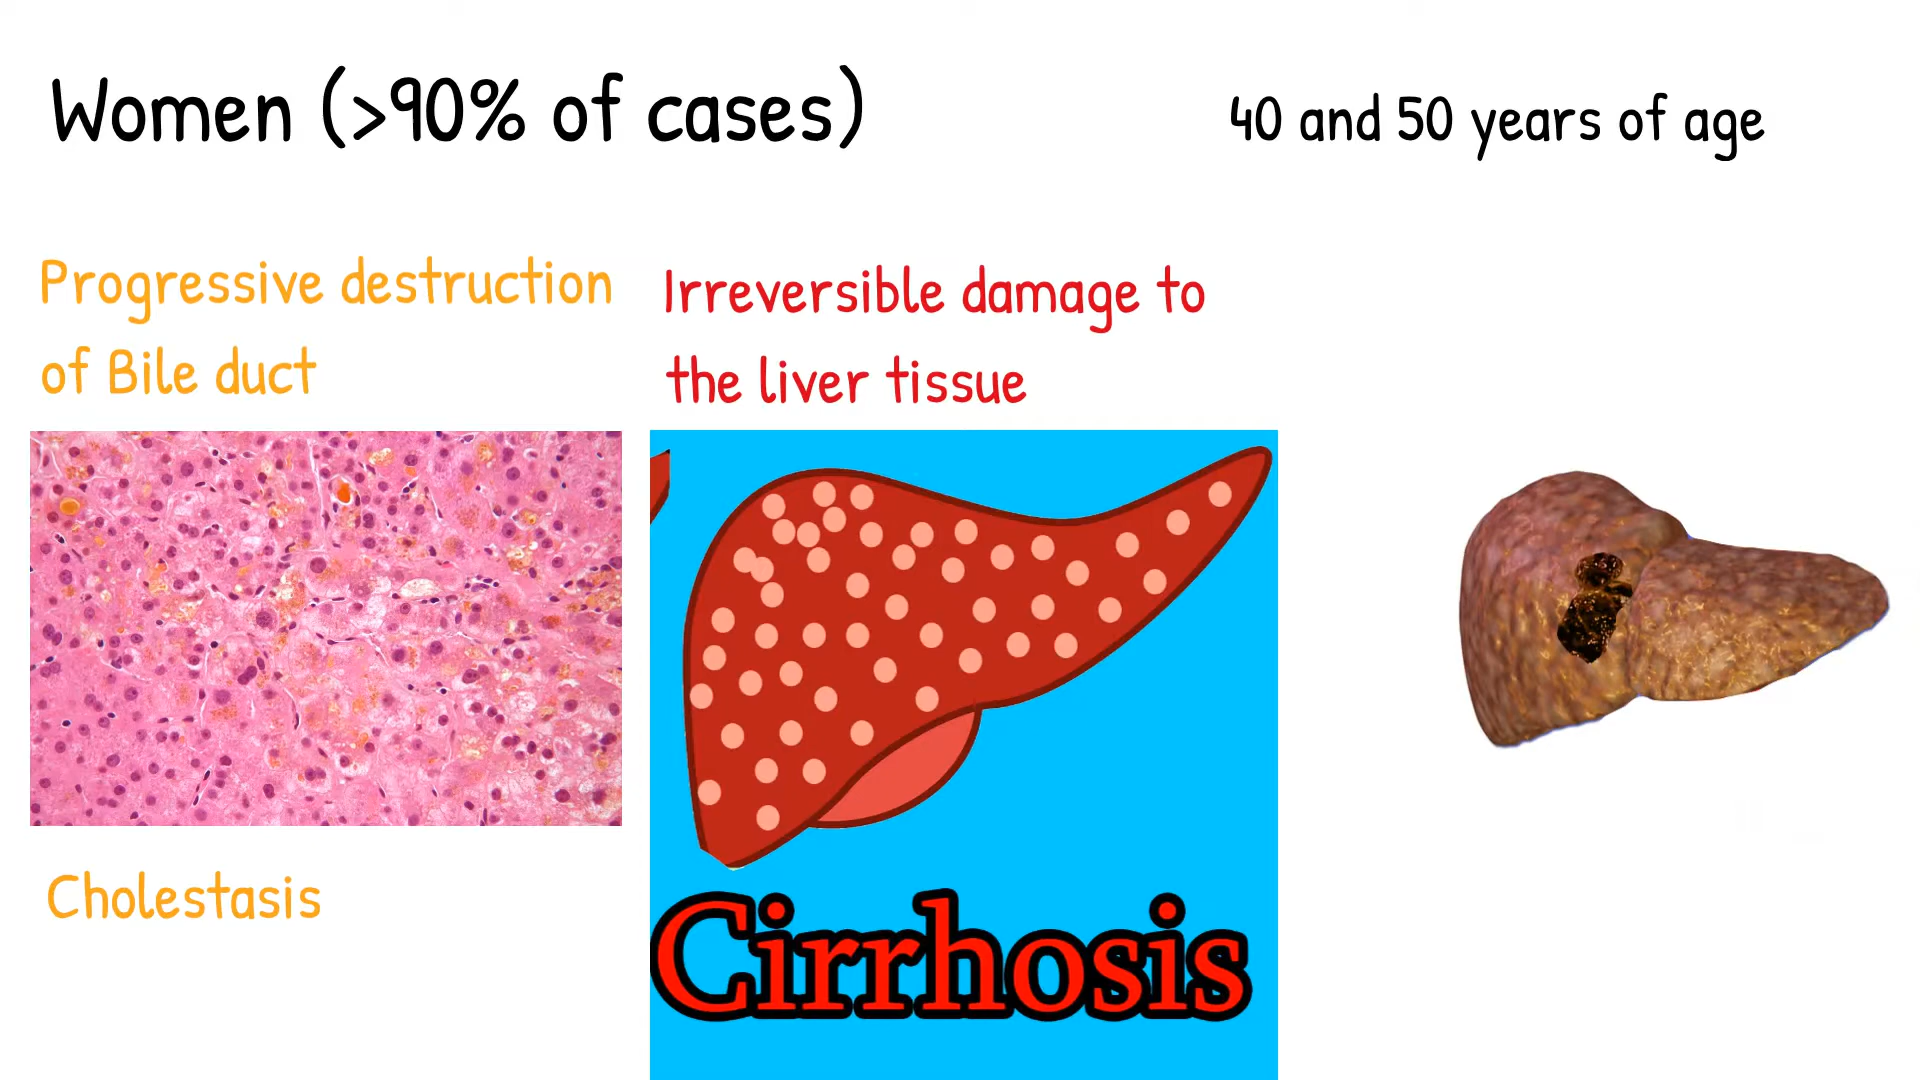 Women (>90% of cases)
40 and 50 years of age
Progressive destruction
of Bile duct
Irreversible damage to
the liver tissue
Cholestasis
Cirrhosis